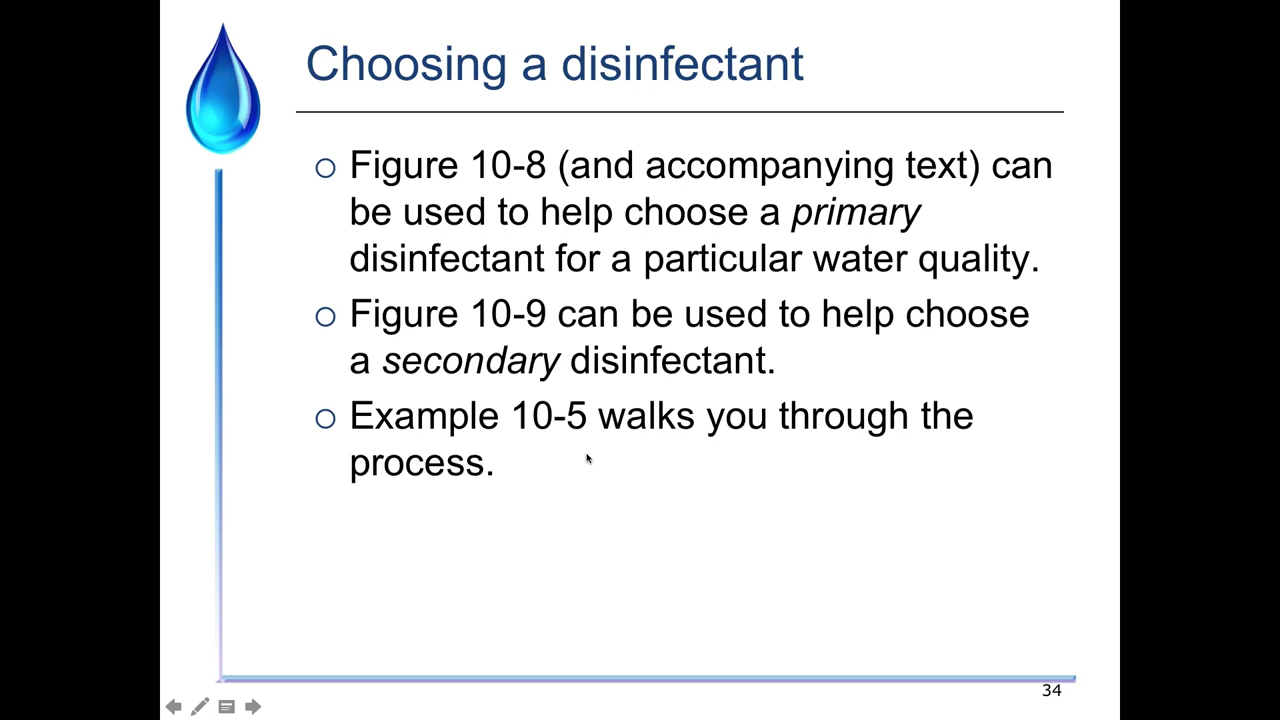 Choosing a disinfectant
Figure 10-8 (and accompanying text) can
be used to help choose a primary
disinfectant for a particular water quality.
Figure 10-9 can be used to help choose
a secondary disinfectant.
Example 10-5 walks you through the
process.
34